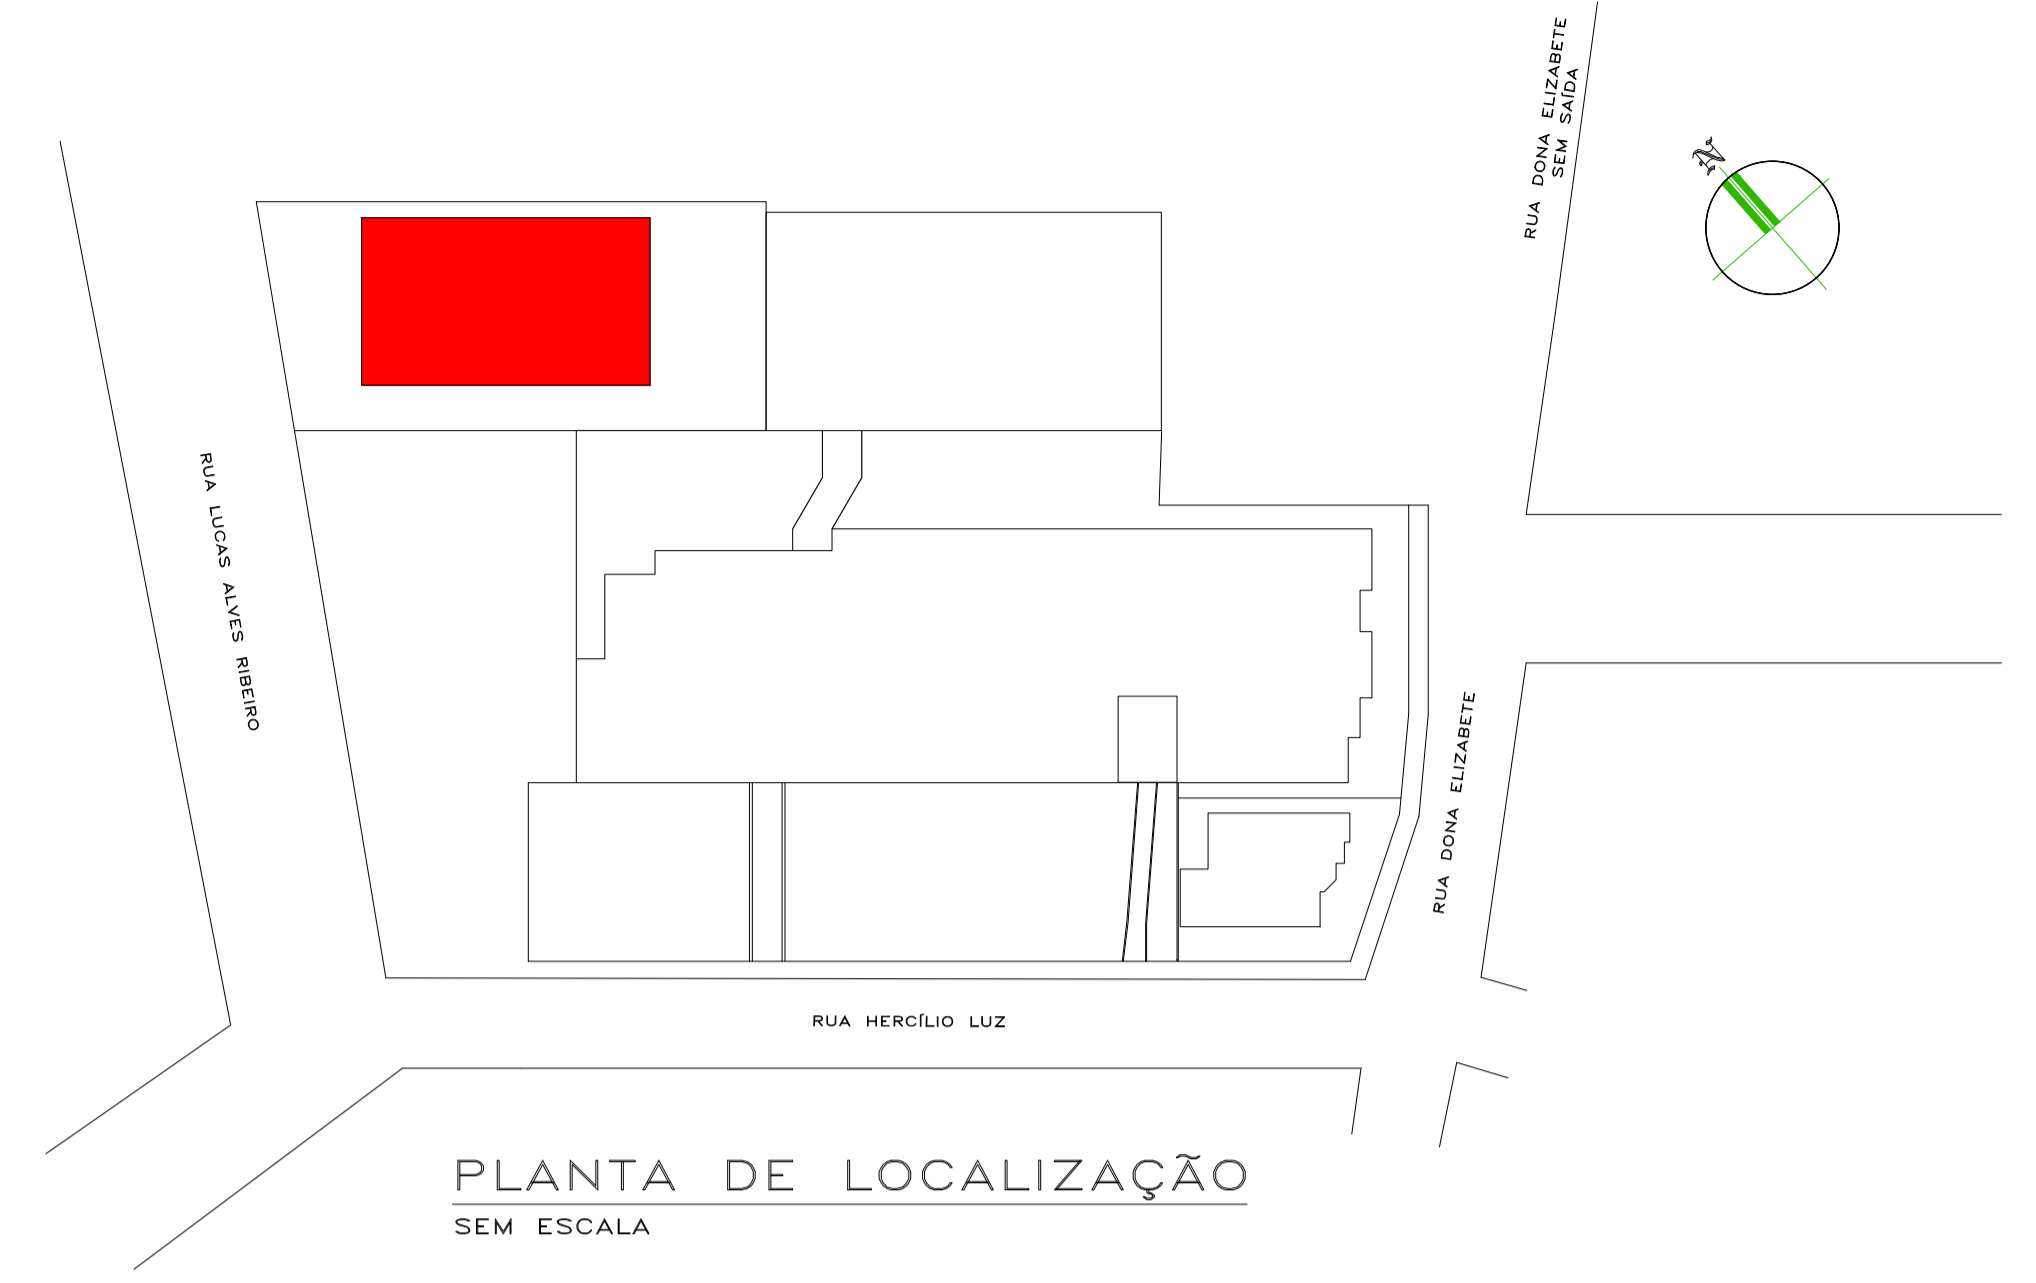 RUA DONA ELIZABETE
SEM SAÍDA
N
RUA LUCAS ALVES RIBEIRO
RUA DONA ELIZABETE
RUA HERCÍLIO LUZ
PLANTA DE LOCALIZAÇÃO
SEM ESCALA